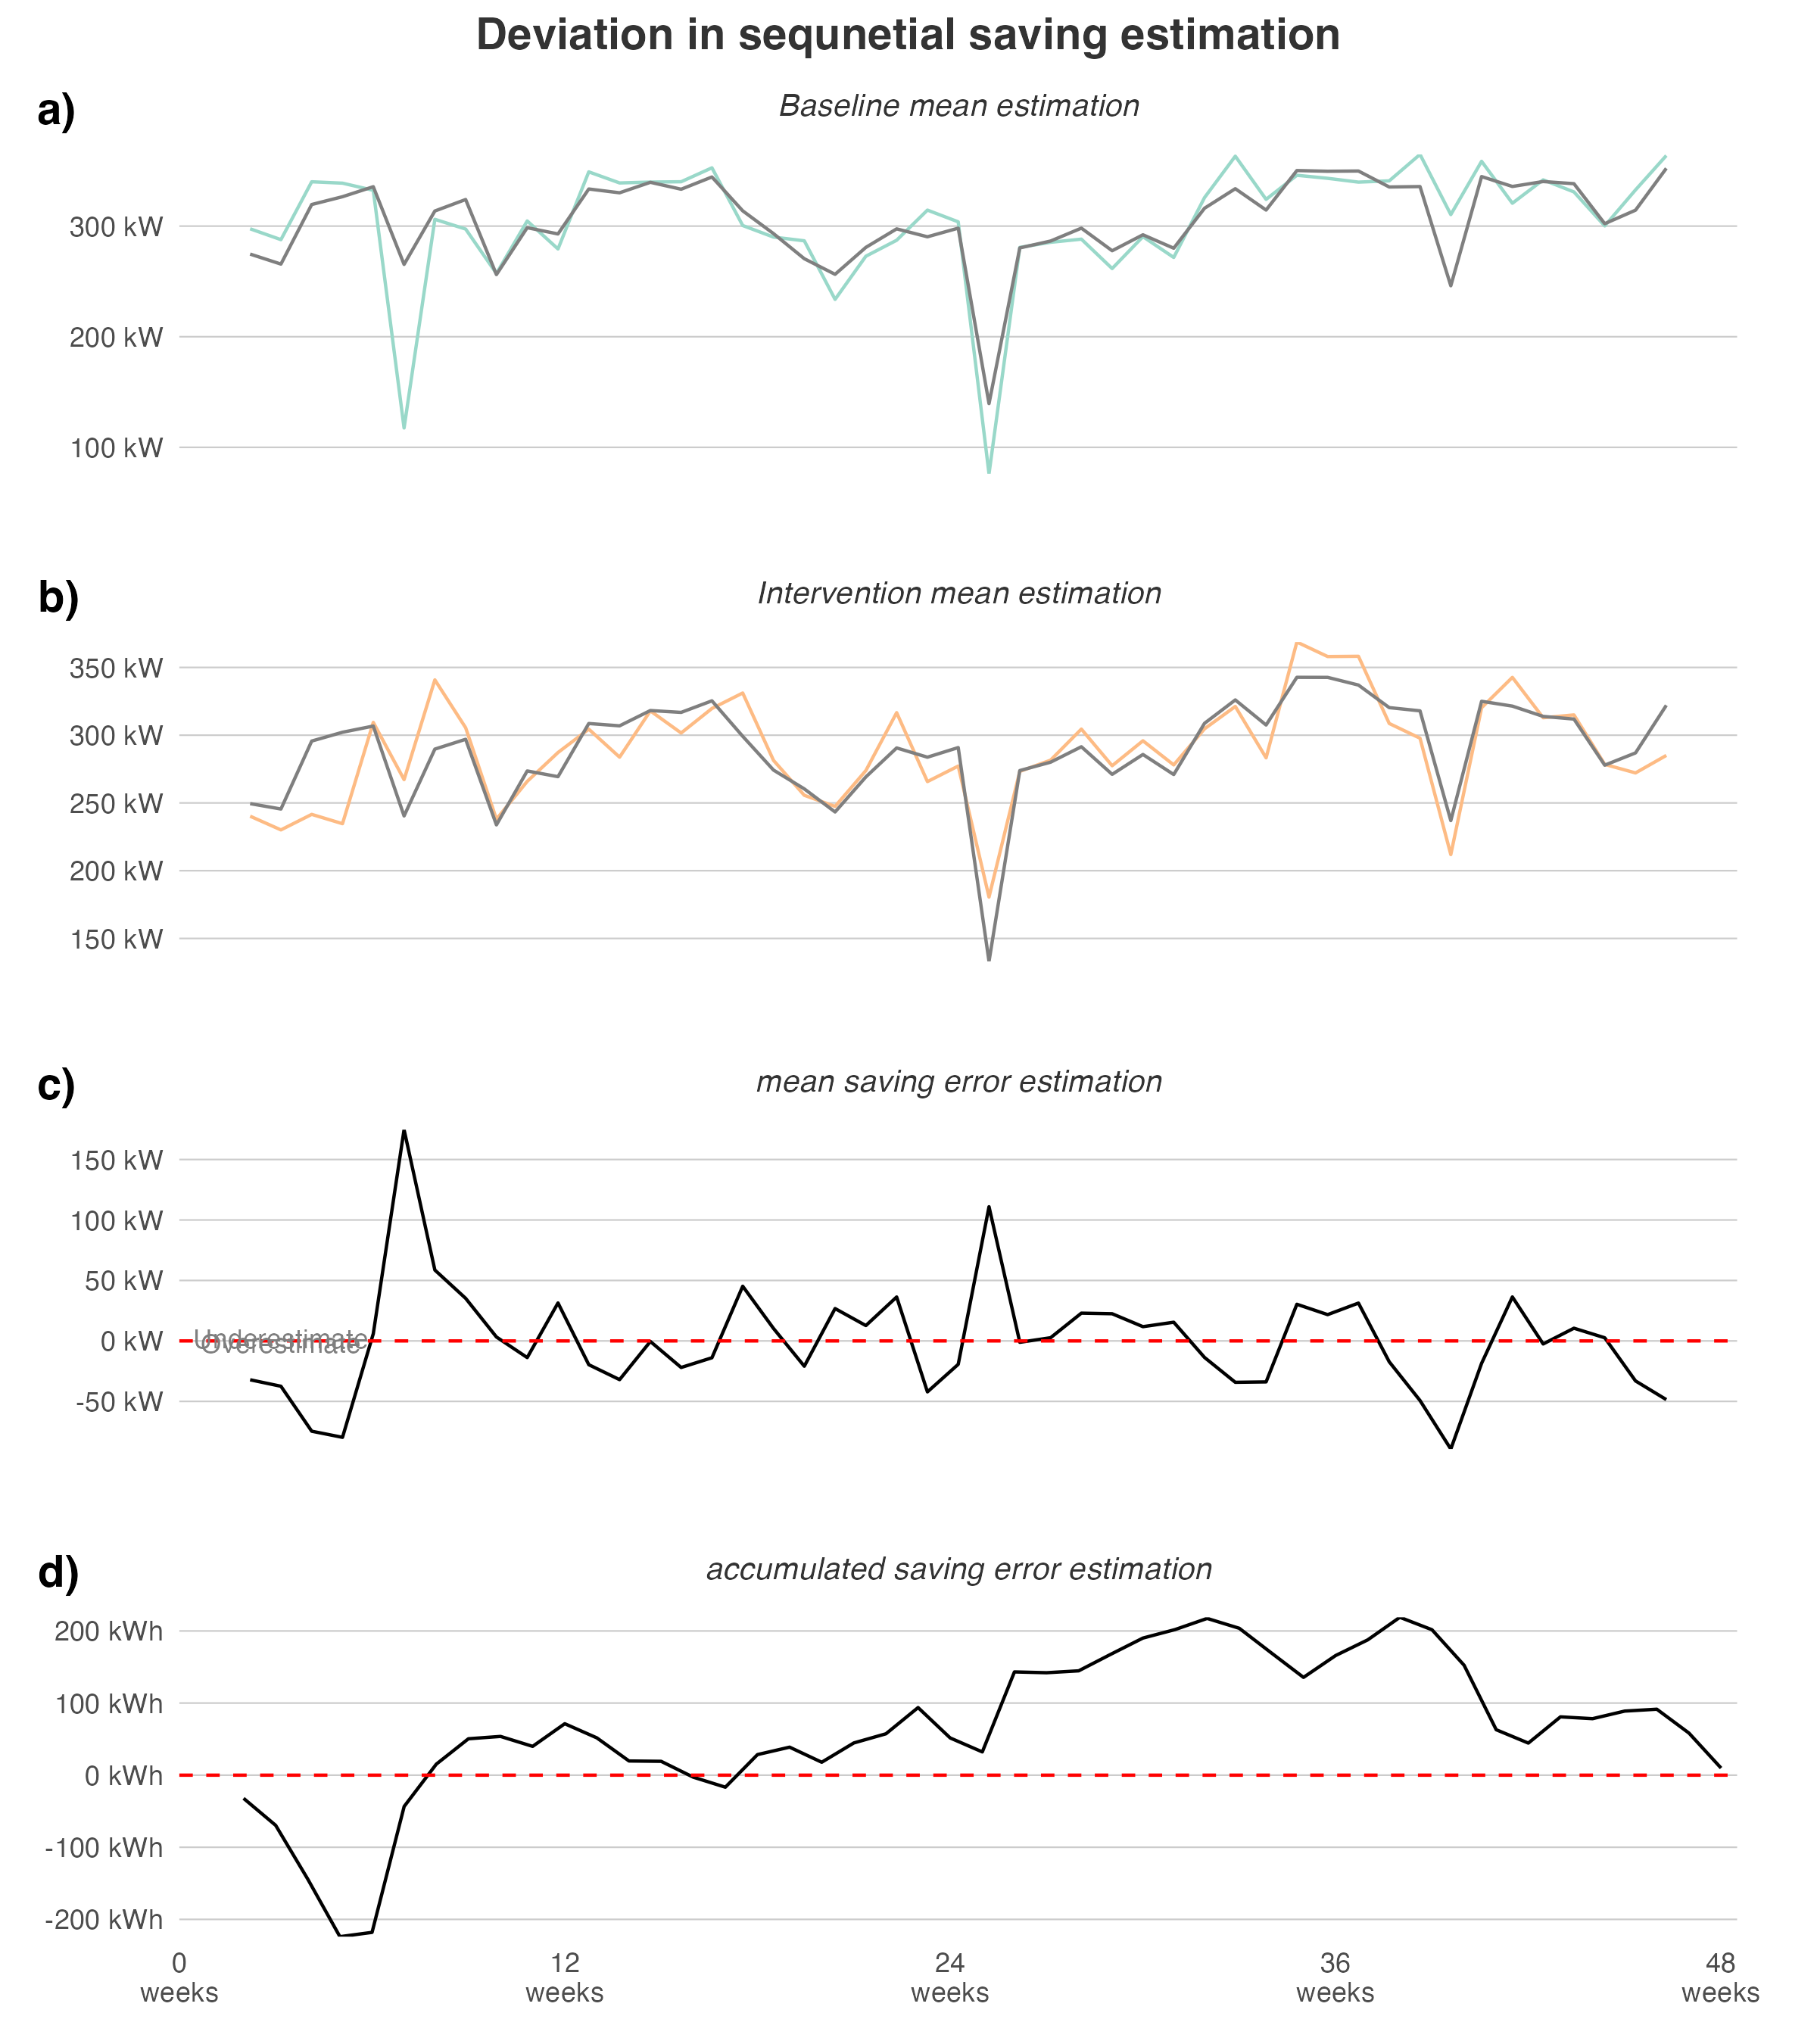 Deviation in sequnetial saving estimation
a)
Baseline mean estimation
300 kW
200 kW
100 kW
b)
Intervention mean estimation
350 kW
300 kW
250 kW
200 kW
150 kW
c)
mean saving error estimation
150 kW
100 kW
50 kW
0 kW
Underestimate
Overestimate
-50 kW
d)
accumulated saving error estimation
200 kWh
100 kWh
0 kWh
-100 kWh
-200 kWh
0 12 24 36 48
weeks weeks weeks weeks weeks